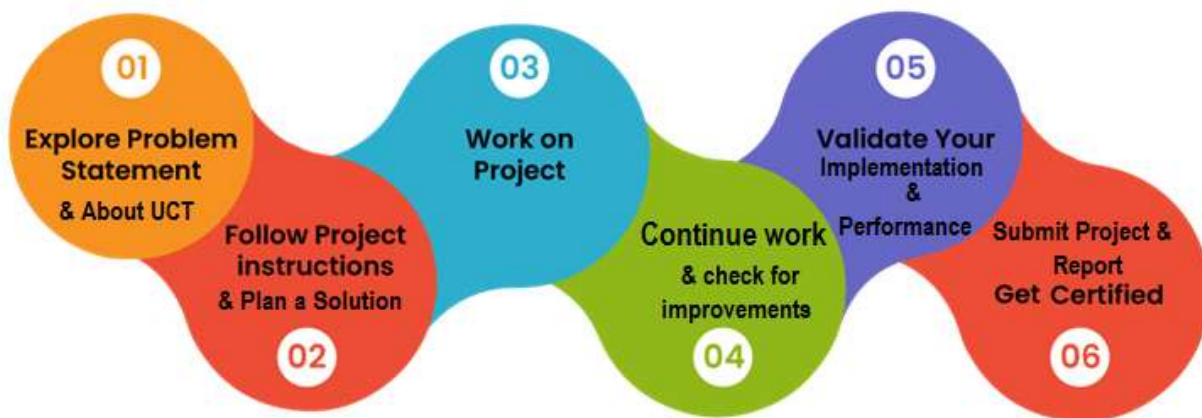 01
Explore Problem
Statement
& About UCT
Follow Project
instructions
& Plan a Solution
02
03
Work on
Project
Continue work
& check for
improvements
04
05
Validate Your
Implementation
&
Performance
Submit Project &
Report
Get Certified
06